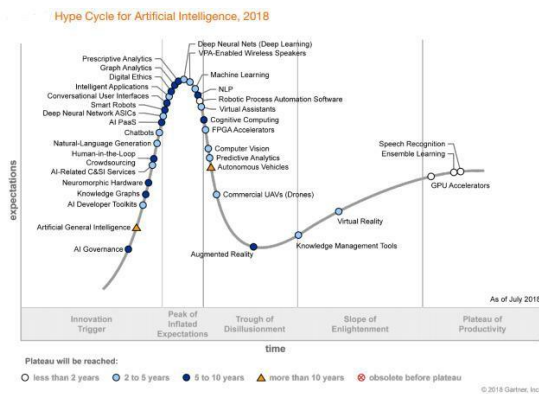 Hype Cycle for Artificial Intelligence, 2018
Deep Neural Nets (Deep Learning)
VPA-Enabled Wireless Speakers
Prescriptive Analytics
Graph Analytics
Digital Ethics
Intelligent Applications
Conversational User Interfaces
Smart Robots
Deep Neural Network ASICs
AI PaaS
Chatbots
Natural-Language Generation
Human-in-the-Loop
Crowdsourcing
AI-Related C&SI Services
Neuromorphic Hardware
Knowledge Graphs
AI Developer Toolkits
Artificial General Intelligence
AI Governance
Machine Learning
NLP
Robotic Process Automation Software
Virtual Assistants
Cognitive Computing
FPGA Accelerators
Computer Vision
Predictive Analytics
Autonomous Vehicles
Commercial UAVs (Drones)
Augmented Reality
Knowledge Management Tools
Virtual Reality
Speech Recognition
Ensemble Learning
GPU Accelerators
expectations
As of July 2018
Innovation
Trigger
Peak of
Inflated
Expectations
Trough of
Disillusionment
Slope of
Enlightenment
Plateau of
Productivity
time
Plateau will be reached:
less than 2 years
2 to 5 years
5 to 10 years
more than 10 years
obsolete before plateau
© 2018 Gartner, Inc.